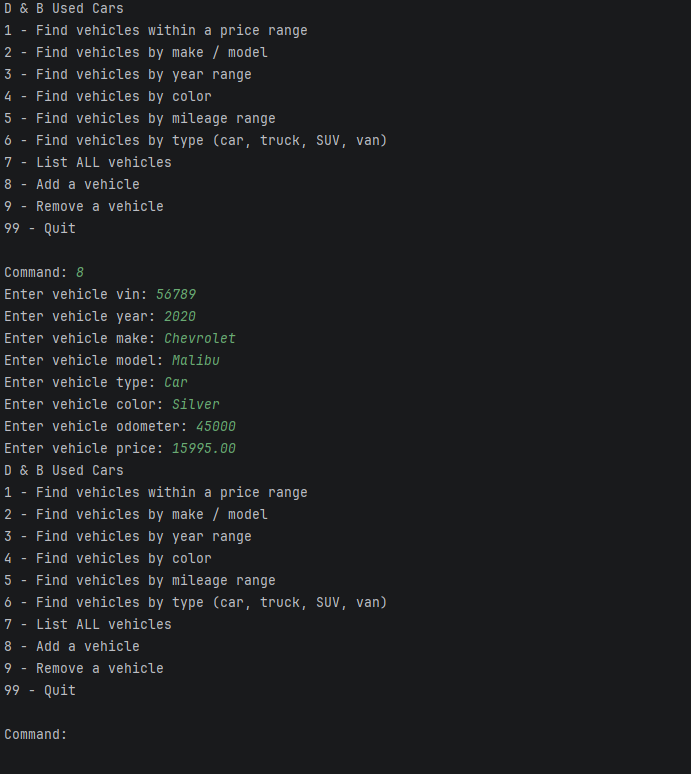 D & B Used Cars
1 - Find vehicles within a price range
2 - Find vehicles by make / model
3 - Find vehicles by year range
4 - Find vehicles by color
5 - Find vehicles by mileage range
6 - Find vehicles by type (car, truck, SUV, van)
7 - List ALL vehicles
8 - Add a vehicle
9 - Remove a vehicle
99 - Quit
Command: 8
Enter vehicle vin: 56789
Enter vehicle year: 2020
Enter vehicle make: Chevrolet
Enter vehicle model: Malibu
Enter vehicle type: Car
Enter vehicle color: Silver
Enter vehicle odometer: 45000
Enter vehicle price: 15995.00
D & B Used Cars
1 - Find vehicles within a price range
2 - Find vehicles by make / model
3 - Find vehicles by year range
4 - Find vehicles by color
5 - Find vehicles by mileage range
6 - Find vehicles by type (car, truck, SUV, van)
7 - List ALL vehicles
8 - Add a vehicle
9 - Remove a vehicle
99 - Quit
Command: